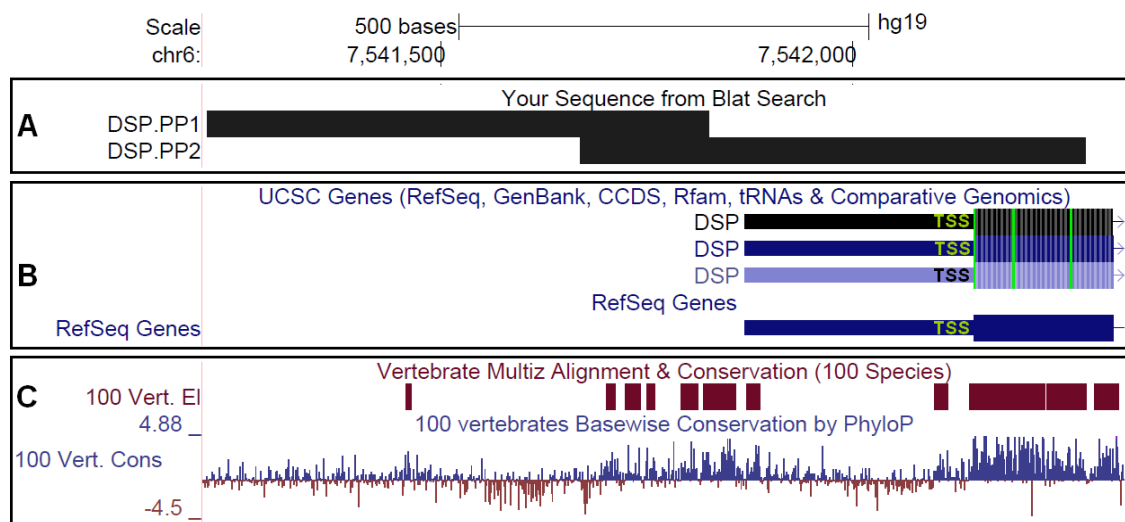 Scale 500 bases hg19
chr6: 7,541,500 7,542,000
A
Your Sequence from Blat Search
DSP.PP1
DSP.PP2
B
UCSC Genes (RefSeq, GenBank, CCDS, Rfam, tRNAs & Comparative Genomics)
DSP TSS
DSP TSS
DSP TSS
RefSeq Genes
RefSeq Genes TSS
C
Vertebrate Multiz Alignment & Conservation (100 Species)
100 Vert. El
100 vertebrates Basewise Conservation by PhyloP
4.88 _
100 Vert. Cons
-4.5 _